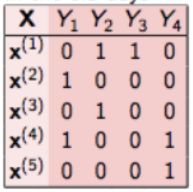 X Y₁ Y₂ Y₃ Y₄
x⁽¹⁾ 0 1 1 0
x⁽²⁾ 1 0 0 0
x⁽³⁾ 0 1 0 0
x⁽⁴⁾ 1 0 0 1
x⁽⁵⁾ 0 0 0 1